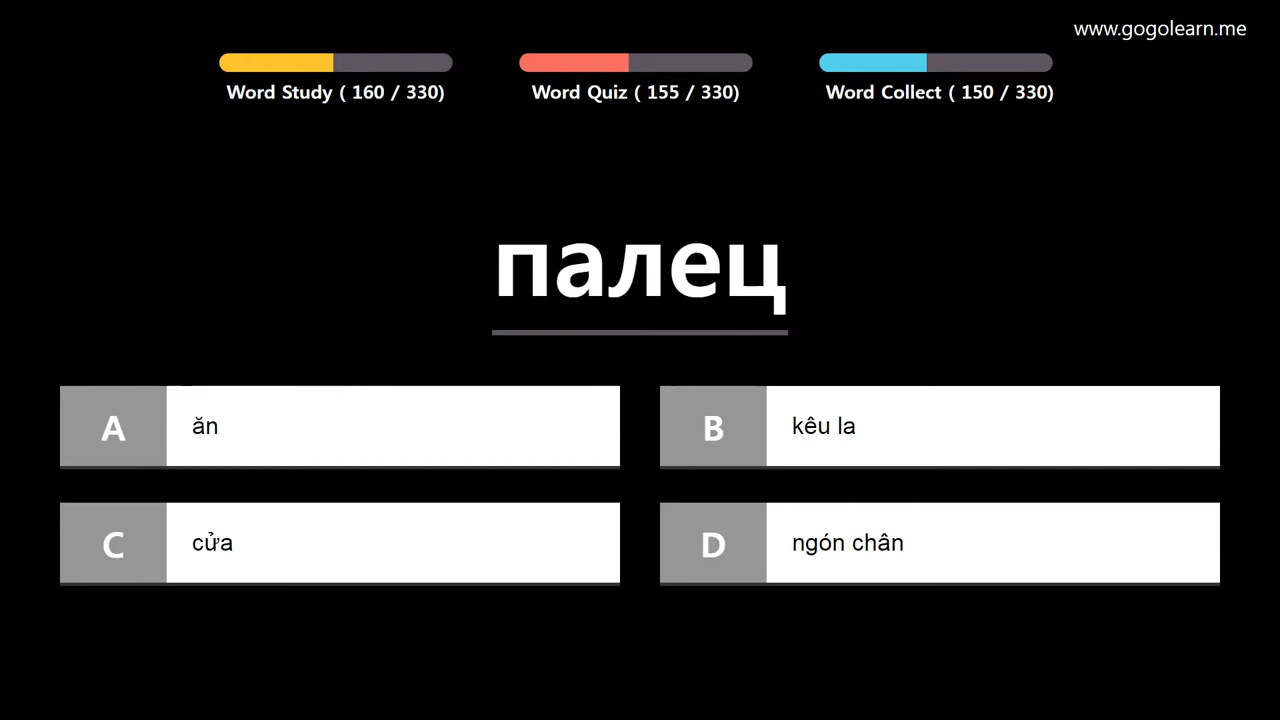 www.gogolearn.me
Word Study ( 160 / 330)
Word Quiz ( 155 / 330)
Word Collect ( 150 / 330)
палец
A ăn
B kêu la
C cửa
D ngón chân